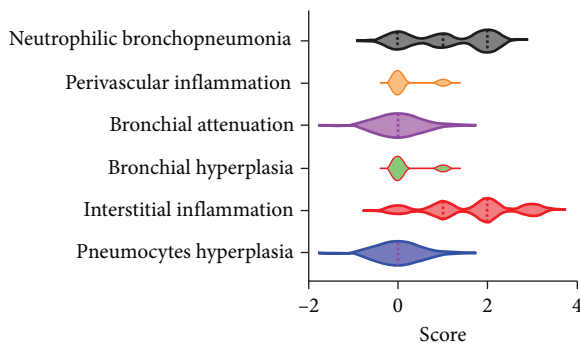 Neutrophilic bronchopneumonia
Perivascular inflammation
Bronchial attenuation
Bronchial hyperplasia
Interstitial inflammation
Pneumocytes hyperplasia
−2 0 2 4
Score